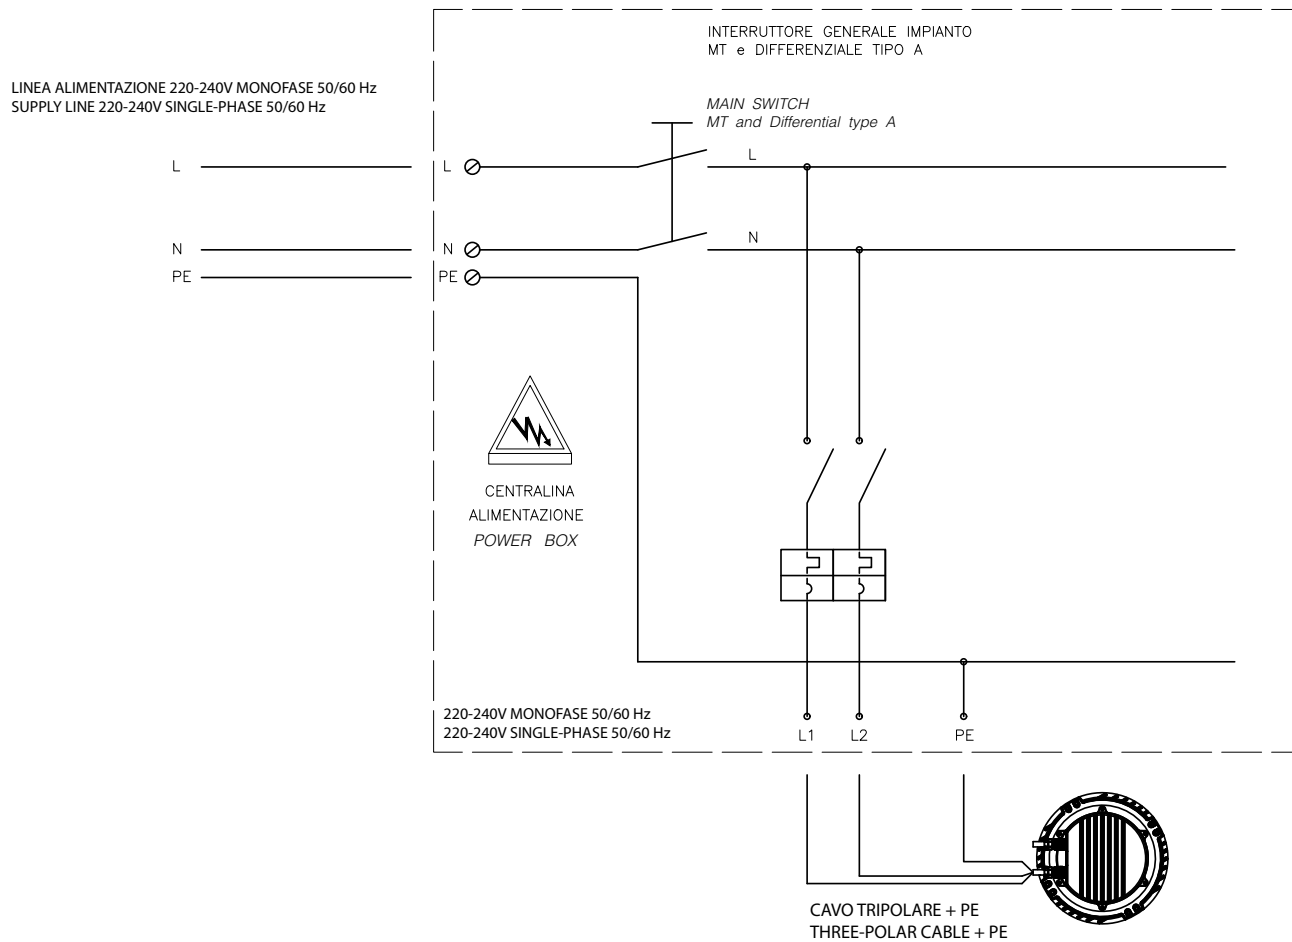 INTERRUTTORE GENERALE IMPIANTO
MT e DIFFERENZIALE TIPO A
LINEA ALIMENTAZIONE 220-240V MONOFASE 50/60 Hz
SUPPLY LINE 220-240V SINGLE-PHASE 50/60 Hz
MAIN SWITCH
MT and Differential type A
L
L
L
N
N
N
PE
PE
CENTRALINA
ALIMENTAZIONE
POWER BOX
220-240V MONOFASE 50/60 Hz
220-240V SINGLE-PHASE 50/60 Hz
L1
L2
PE
CAVO TRIPOLARE + PE
THREE-POLAR CABLE + PE